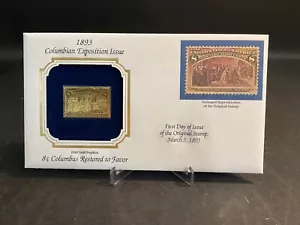 1893
Columbian Exposition Issue
8¢ Columbus Restored to Favor
Enlarged Reproduction
of the Original Stamp
First Day of Issue
of the Original Stamp:
March 3, 1893